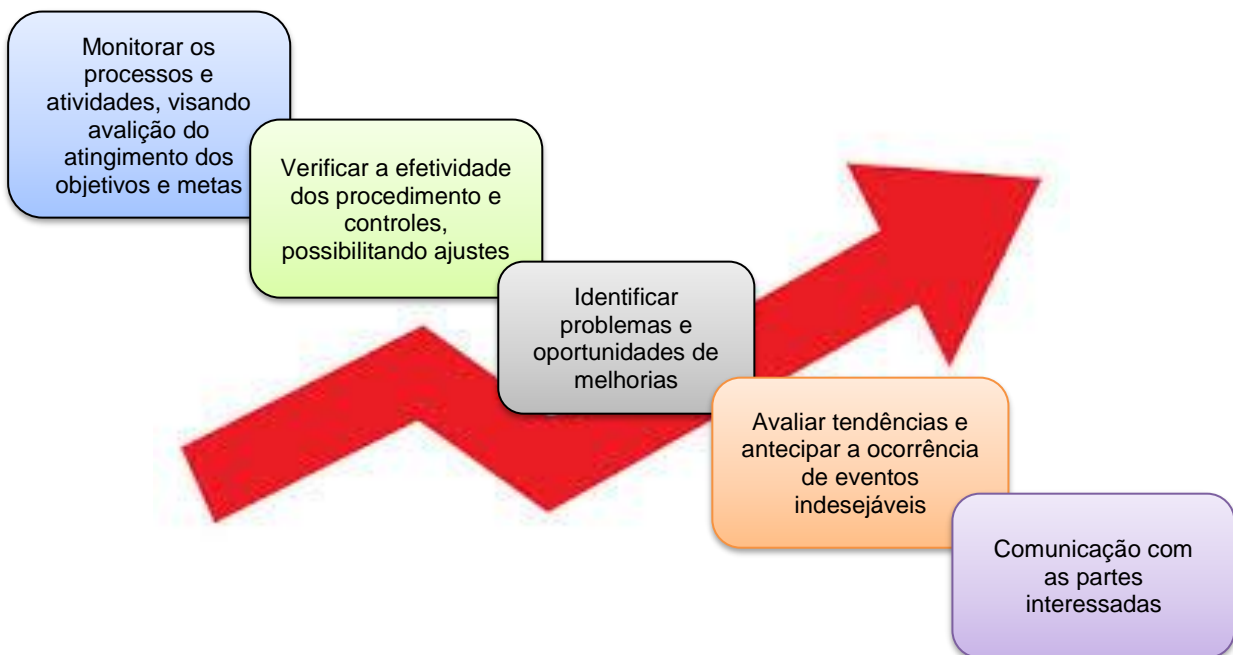 Monitorar os
processos e
atividades, visando
avalição do
atingimento dos
objetivos e metas
Verificar a efetividade
dos procedimento e
controles,
possibilitando ajustes
Identificar
problemas e
oportunidades de
melhorias
Avaliar tendências e
antecipar a ocorrência
de eventos
indesejáveis
Comunicação com
as partes
interessadas